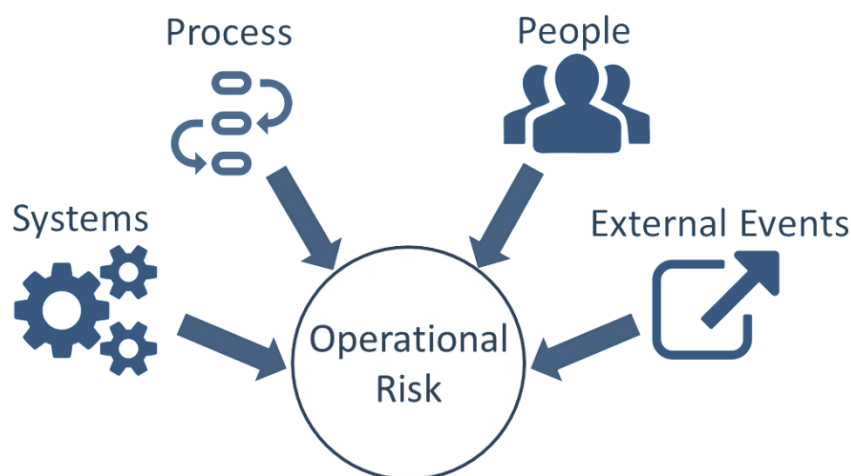 Process
People
Systems
External Events
Operational
Risk